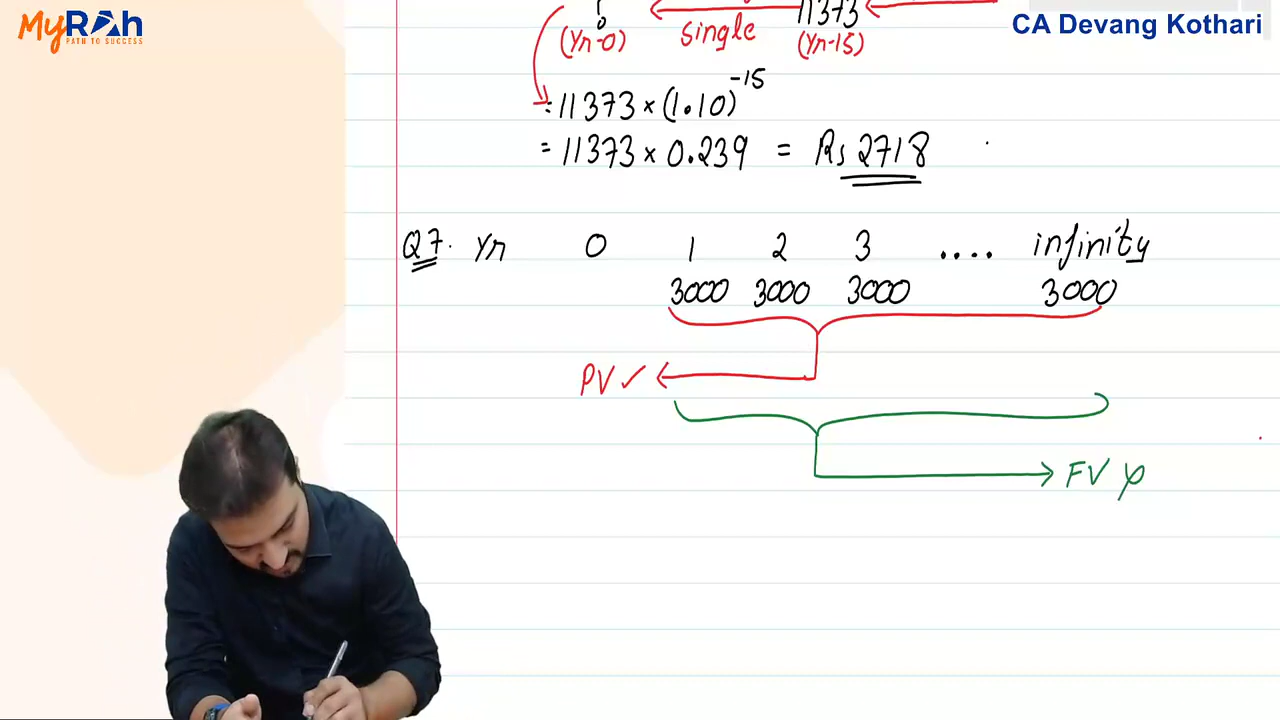 MyRAh
PATH TO SUCCESS
CA Devang Kothari
? 11373
(Yr-0) single (Yr-15)
= 11373 × (1.10)^-15
= 11373 × 0.239 = Rs 2718
Q7. Yr 0 1 2 3 .... infinity
3000 3000 3000 3000
PV ✓
FV